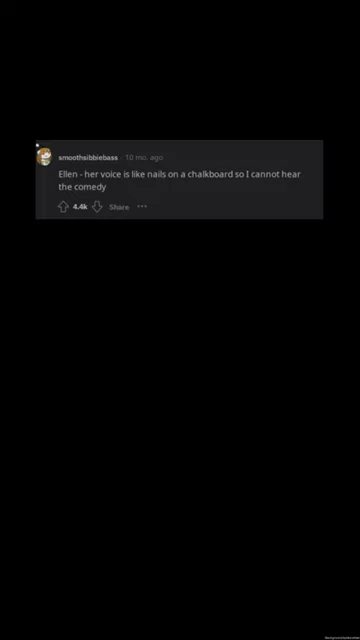 smoothsibbiebass · 10 mo. ago
Ellen - her voice is like nails on a chalkboard so I cannot hear
the comedy
4.4k Share ···